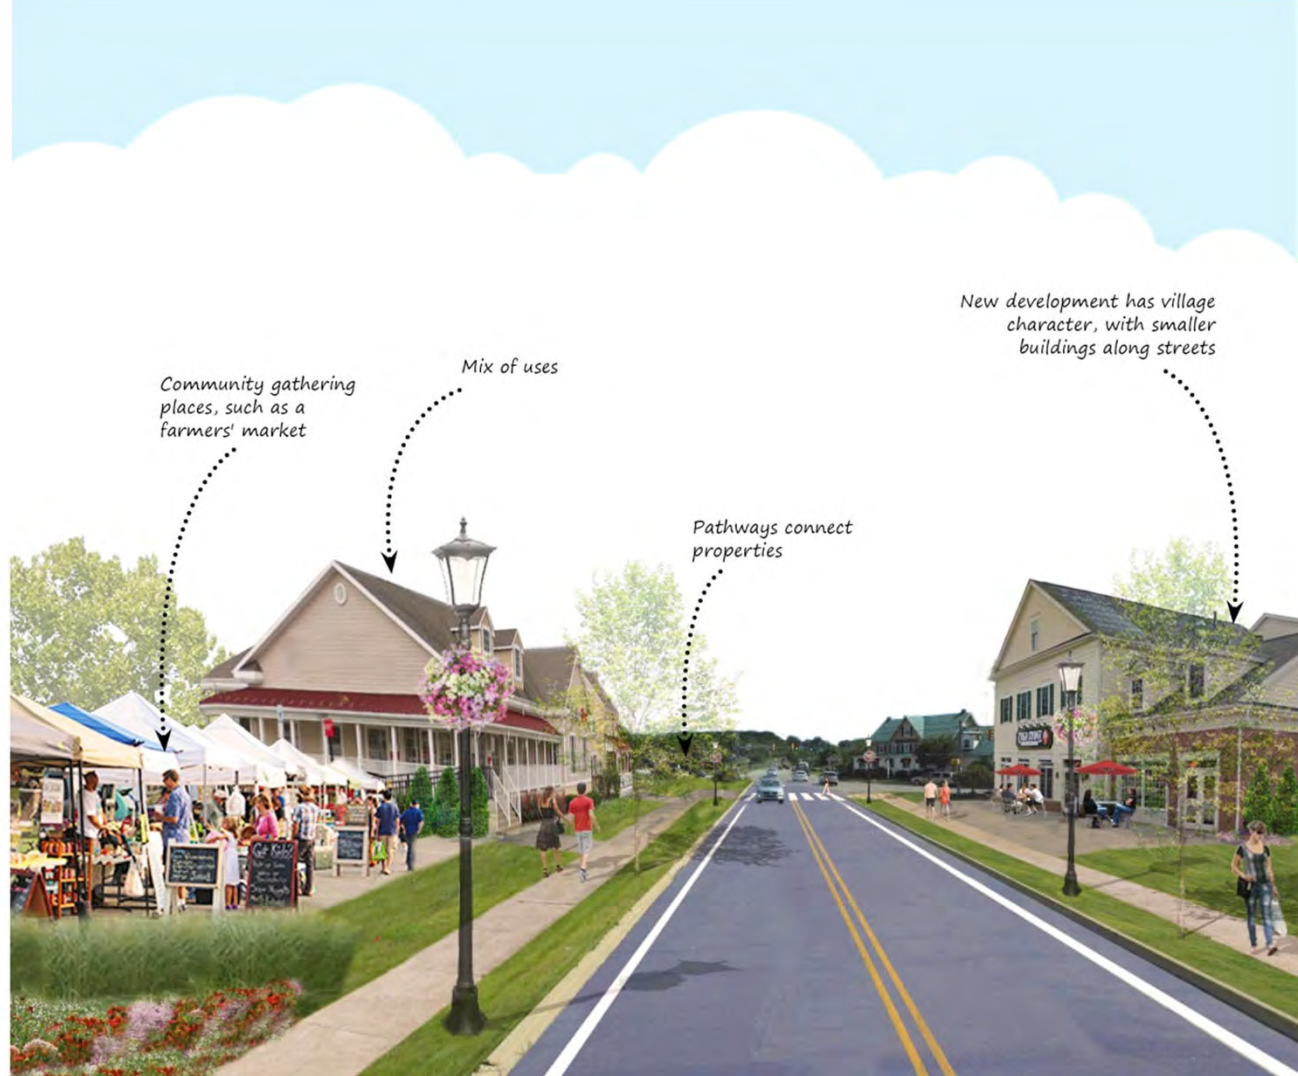 New development has village
character, with smaller
buildings along streets
Mix of uses
Community gathering
places, such as a
farmers' market
Pathways connect
properties